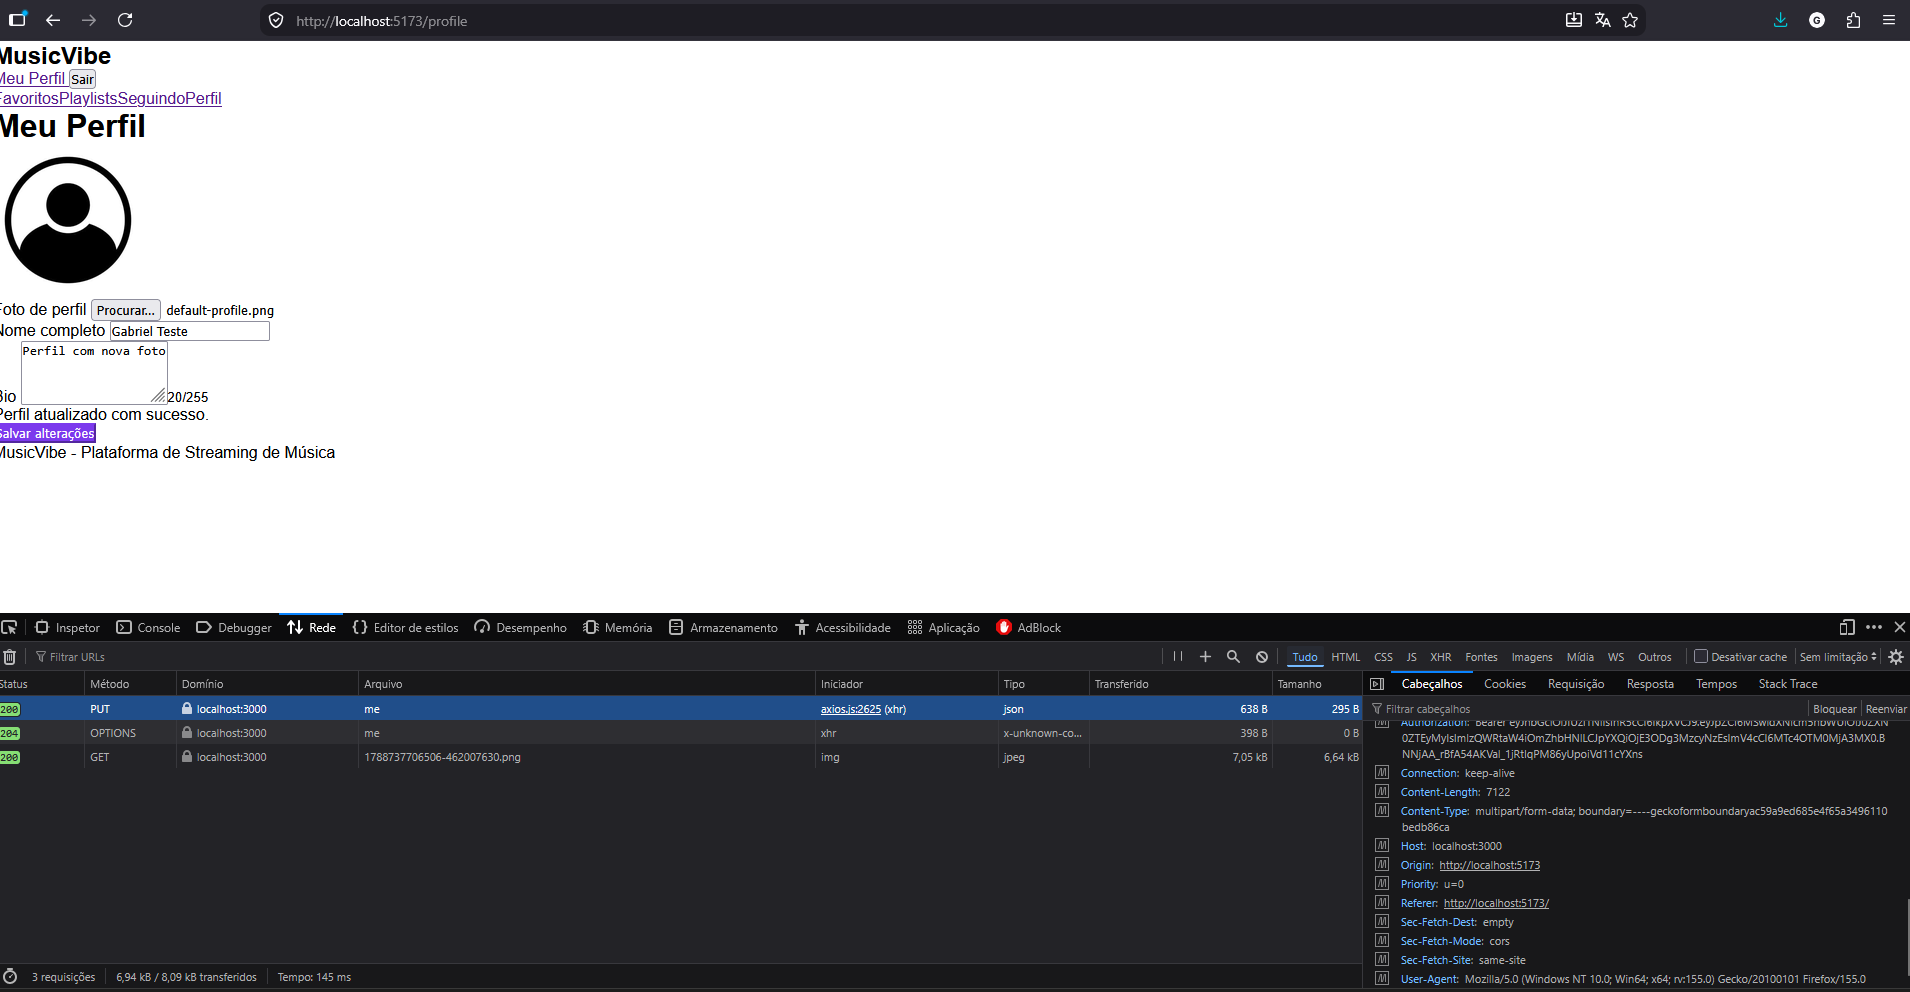 http://localhost:5173/profile
MusicVibe
Meu Perfil Sair
FavoritosPlaylistsSeguindoPerfil
Meu Perfil
Foto de perfil Procurar... default-profile.png
Nome completo Gabriel Teste
Perfil com nova foto
Bio 20/255
Perfil atualizado com sucesso.
Salvar alterações
MusicVibe - Plataforma de Streaming de Música
Inspetor Console Debugger Rede Editor de estilos Desempenho Memória Armazenamento Acessibilidade Aplicação AdBlock
Filtrar URLs Tudo HTML CSS JS XHR Fontes Imagens Mídia WS Outros Desativar cache Sem limitação
Status Método Domínio Arquivo Iniciador Tipo Transferido Tamanho
200 PUT localhost:3000 me axios.js:2625 (xhr) json 638 B 295 B
204 OPTIONS localhost:3000 me xhr x-unknown-co... 398 B 0 B
200 GET localhost:3000 1788737706506-462007630.png img jpeg 7,05 kB 6,64 kB
3 requisições 6,94 kB / 8,09 kB transferidos Tempo: 145 ms
Cabeçalhos Cookies Requisição Resposta Tempos Stack Trace
Filtrar cabeçalhos Bloquear Reenviar
Connection: keep-alive
Content-Length: 7122
Content-Type: multipart/form-data; boundary=----geckoformboundaryac59a9ed685e4f65a3496110
bedb86ca
Host: localhost:3000
Origin: http://localhost:5173
Priority: u=0
Referer: http://localhost:5173/
Sec-Fetch-Dest: empty
Sec-Fetch-Mode: cors
Sec-Fetch-Site: same-site
User-Agent: Mozilla/5.0 (Windows NT 10.0; Win64; x64; rv:155.0) Gecko/20100101 Firefox/155.0